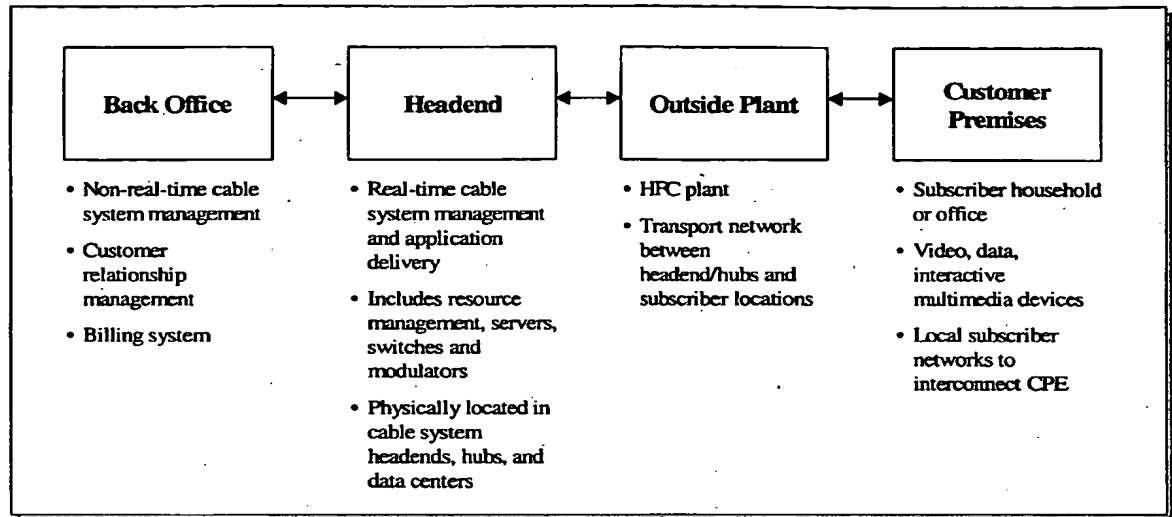 Back Office
Headend
Outside Plant
Customer
Premises
• Non-real-time cable
system management
• Customer
relationship
management
• Billing system
• Real-time cable
system management
and application
delivery
• Includes resource
management, servers,
switches and
modulators
• Physically located in
cable system
headends, hubs, and
data centers
• HFC plant
• Transport network
between
headend/hubs and
subscriber locations
• Subscriber household
or office
• Video, data,
interactive
multimedia devices
• Local subscriber
networks to
interconnect CPE